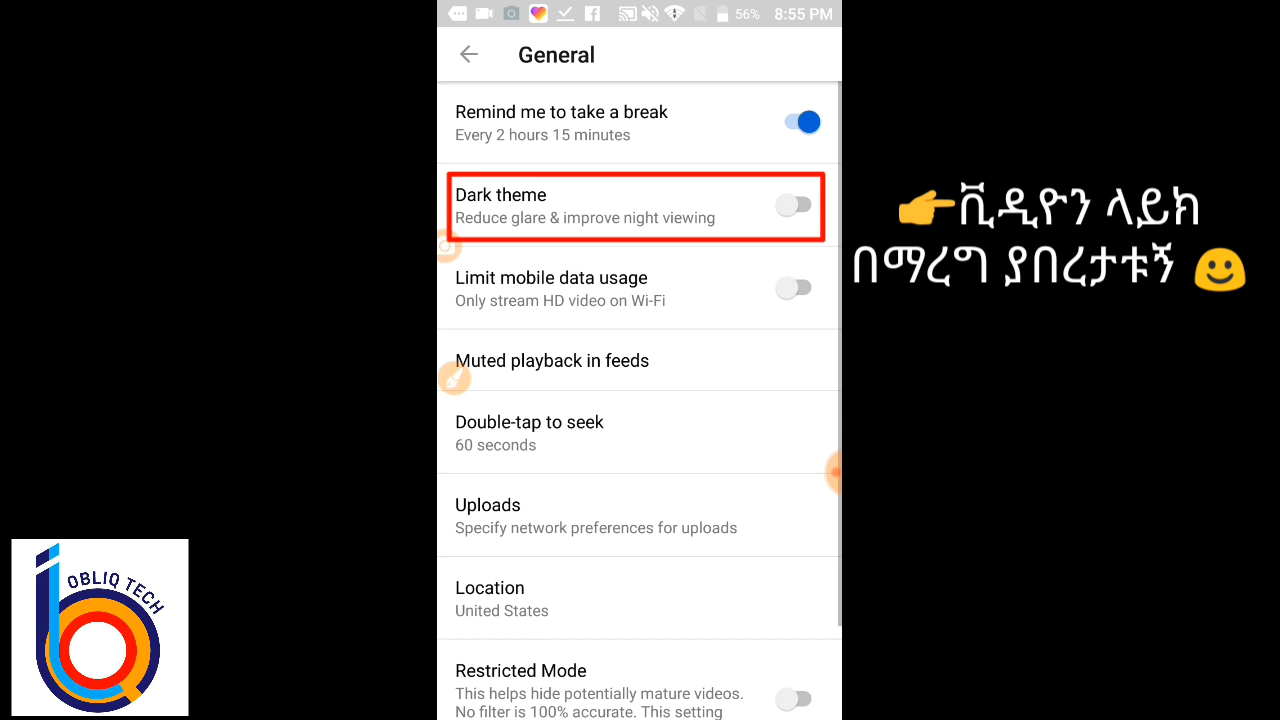 56% 8:55 PM
General
Remind me to take a break
Every 2 hours 15 minutes
Dark theme
Reduce glare & improve night viewing
Limit mobile data usage
Only stream HD video on Wi-Fi
Muted playback in feeds
Double-tap to seek
60 seconds
Uploads
Specify network preferences for uploads
Location
United States
Restricted Mode
This helps hide potentially mature videos.
No filter is 100% accurate. This setting
👉ቪዲዮን ላይክ
በማረግ ያበረታቱኝ ☺
OBLIQ TECH